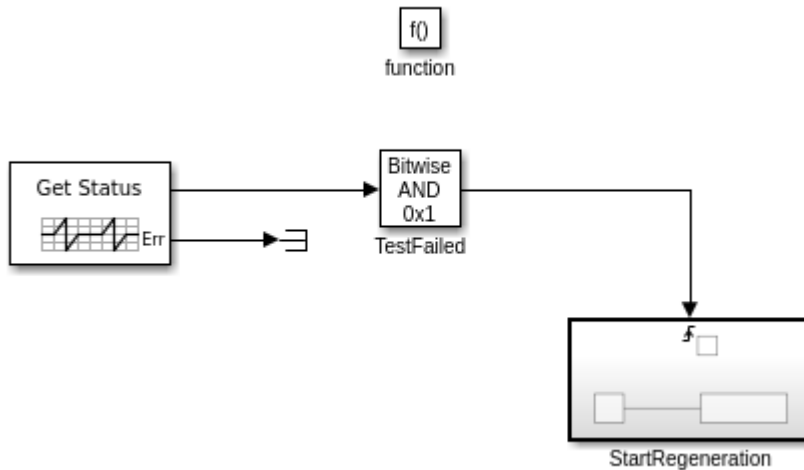 f()
function
Get Status
Err
Bitwise
AND
0x1
TestFailed
StartRegeneration